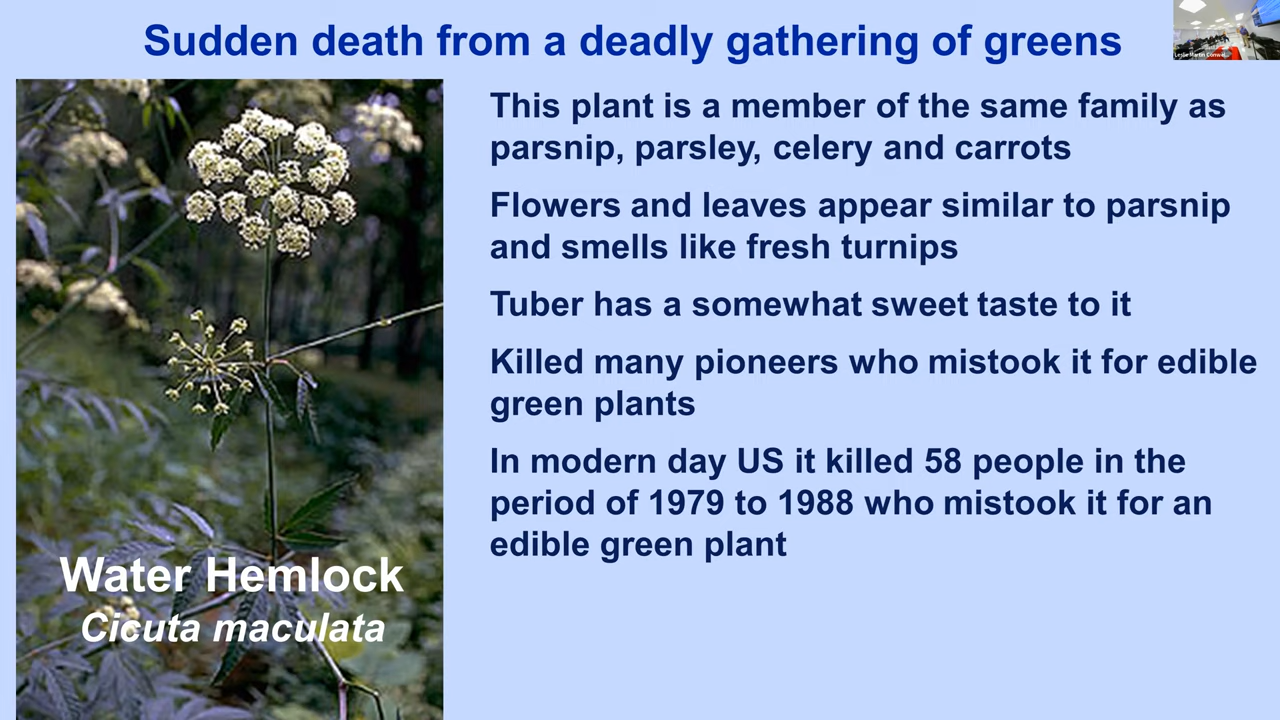 Sudden death from a deadly gathering of greens
This plant is a member of the same family as
parsnip, parsley, celery and carrots
Flowers and leaves appear similar to parsnip
and smells like fresh turnips
Tuber has a somewhat sweet taste to it
Killed many pioneers who mistook it for edible
green plants
In modern day US it killed 58 people in the
period of 1979 to 1988 who mistook it for an
edible green plant
Water Hemlock
Cicuta maculata
Leslie Martin